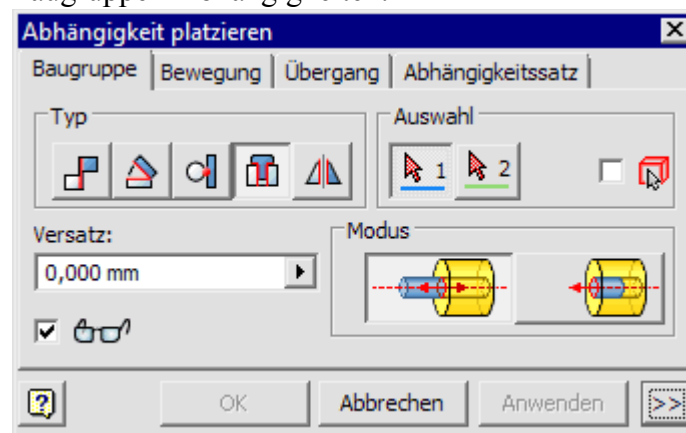 Abhängigkeit platzieren
Baugruppe Bewegung Übergang Abhängigkeitssatz
Typ Auswahl
1 2
Versatz: Modus
0,000 mm
OK Abbrechen Anwenden >>